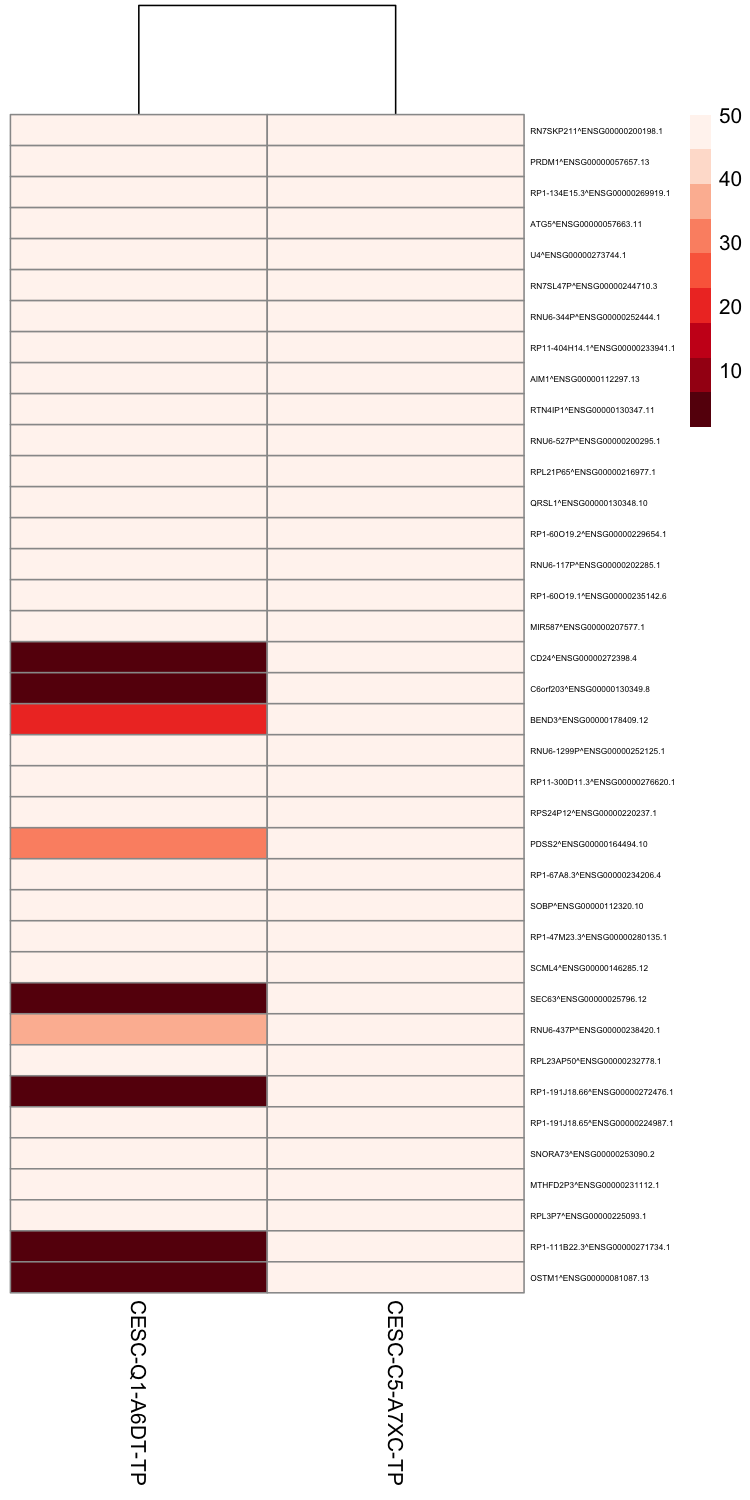 RN7SKP211^ENSG00000200198.1
PRDM1^ENSG00000057657.13
RP1-134E15.3^ENSG00000269919.1
ATG5^ENSG00000057663.11
U4^ENSG00000273744.1
RN7SL47P^ENSG00000244710.3
RNU6-344P^ENSG00000252444.1
RP11-404H14.1^ENSG00000233941.1
AIM1^ENSG00000112297.13
RTN4IP1^ENSG00000130347.11
RNU6-527P^ENSG00000200295.1
RPL21P65^ENSG00000216977.1
QRSL1^ENSG00000130348.10
RP1-60O19.2^ENSG00000229654.1
RNU6-117P^ENSG00000202285.1
RP1-60O19.1^ENSG00000235142.6
MIR587^ENSG00000207577.1
CD24^ENSG00000272398.4
C6orf203^ENSG00000130349.8
BEND3^ENSG00000178409.12
RNU6-1299P^ENSG00000252125.1
RP11-300D11.3^ENSG00000276620.1
RPS24P12^ENSG00000220237.1
PDSS2^ENSG00000164494.10
RP1-67A8.3^ENSG00000234206.4
SOBP^ENSG00000112320.10
RP1-47M23.3^ENSG00000280135.1
SCML4^ENSG00000146285.12
SEC63^ENSG00000025796.12
RNU6-437P^ENSG00000238420.1
RPL23AP50^ENSG00000232778.1
RP1-191J18.66^ENSG00000272476.1
RP1-191J18.65^ENSG00000224987.1
SNORA73^ENSG00000253090.2
MTHFD2P3^ENSG00000231112.1
RPL3P7^ENSG00000225093.1
RP1-111B22.3^ENSG00000271734.1
OSTM1^ENSG00000081087.13
50
40
30
20
10
CESC-Q1-A6DT-TP
CESC-C5-A7XC-TP